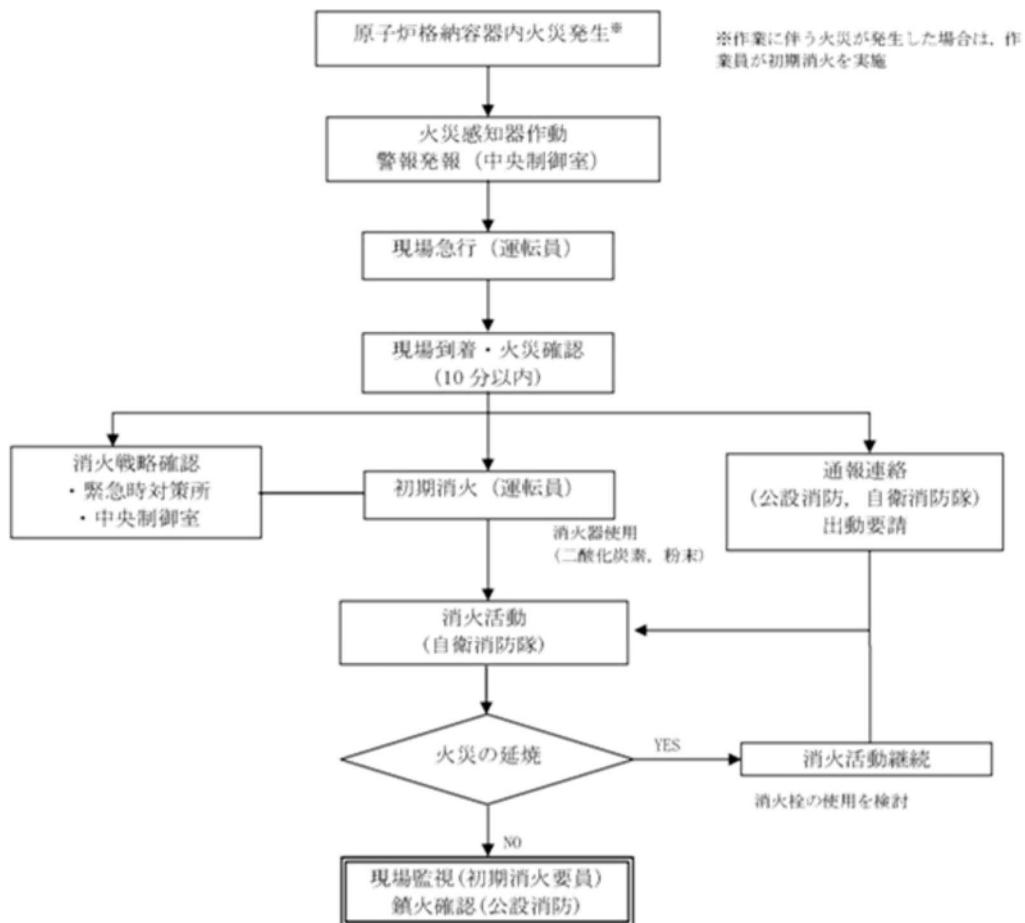 原子炉格納容器内火災発生※
※作業に伴う火災が発生した場合は，作
業員が初期消火を実施
火災感知器作動
警報発報（中央制御室）
現場急行（運転員）
現場到着・火災確認
(10 分以内)
消火戦略確認
・緊急時対策所
・中央制御室
初期消火（運転員）
通報連絡
(公設消防，自衛消防隊)
出動要請
消火器使用
(二酸化炭素，粉末)
消火活動
(自衛消防隊)
火災の延焼
YES
消火活動継続
消火栓の使用を検討
NO
現場監視(初期消火要員)
鎮火確認(公設消防)